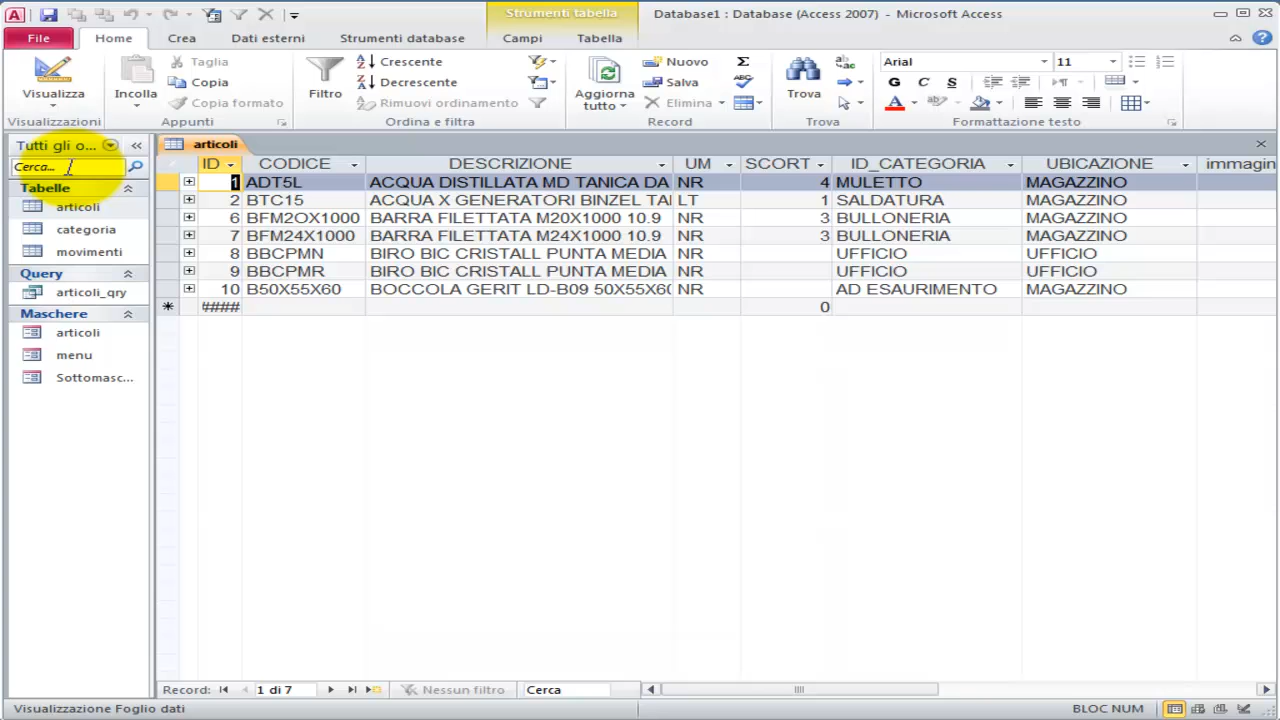 Strumenti tabella
Database1 : Database (Access 2007) - Microsoft Access
File Home Crea Dati esterni Strumenti database Campi Tabella
Visualizza
Visualizzazioni
Incolla
Taglia
Copia
Copia formato
Appunti
Filtro
Crescente
Decrescente
Rimuovi ordinamento
Ordina e filtra
Aggiorna
tutto
Nuovo
Salva
Elimina
Σ
Record
Trova
Trova
Arial 11
G C S
Formattazione testo
Tutti gli o...
Cerca...
Tabelle
articoli
categoria
movimenti
Query
articoli_qry
Maschere
articoli
menu
Sottomasc...
articoli
ID CODICE DESCRIZIONE UM SCORT ID_CATEGORIA UBICAZIONE immagin
1 ADT5L ACQUA DISTILLATA MD TANICA DA NR 4 MULETTO MAGAZZINO
2 BTC15 ACQUA X GENERATORI BINZEL TAI LT 1 SALDATURA MAGAZZINO
6 BFM2OX1000 BARRA FILETTATA M20X1000 10.9 NR 3 BULLONERIA MAGAZZINO
7 BFM24X1000 BARRA FILETTATA M24X1000 10.9 NR 3 BULLONERIA MAGAZZINO
8 BBCPMN BIRO BIC CRISTALL PUNTA MEDIA NR UFFICIO UFFICIO
9 BBCPMR BIRO BIC CRISTALL PUNTA MEDIA NR UFFICIO UFFICIO
10 B50X55X60 BOCCOLA GERIT LD-B09 50X55X60 NR AD ESAURIMENTO MAGAZZINO
* #### 0
Record: 1 di 7 Nessun filtro Cerca
Visualizzazione Foglio dati BLOC NUM